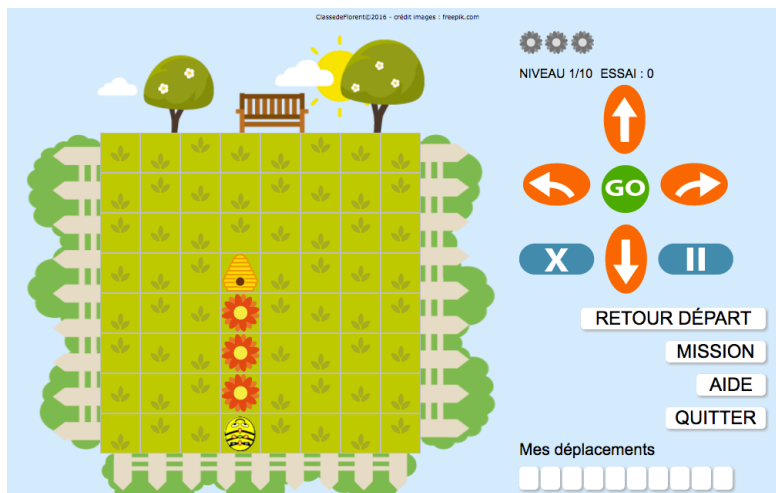 ClassedeFlorent©2016 - crédit images : freepik.com
NIVEAU 1/10 ESSAI : 0
GO
X
RETOUR DÉPART
MISSION
AIDE
QUITTER
Mes déplacements